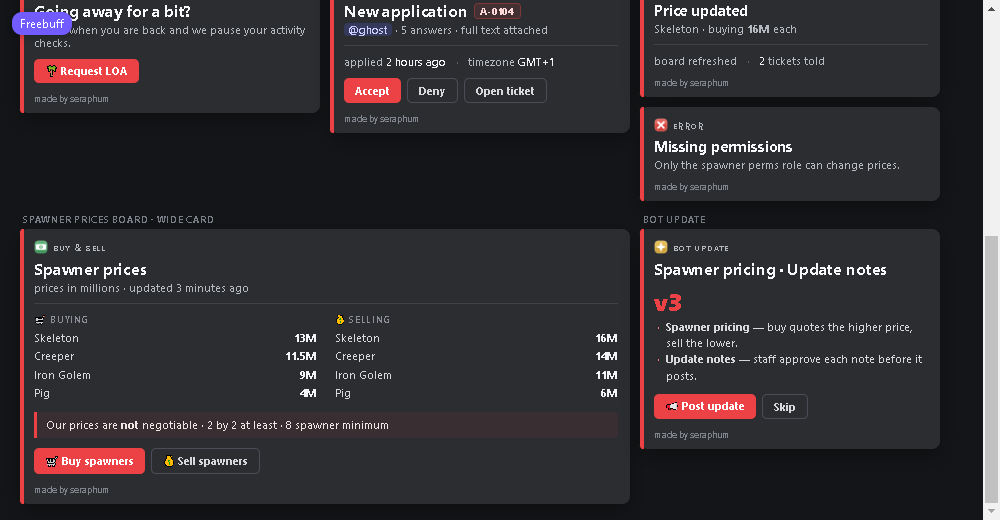 Going away for a bit?
Freebuff
when you are back and we pause your activity
checks.
Request LOA
made by seraphum
New application A-0104
@ghost · 5 answers · full text attached
applied 2 hours ago · timezone GMT+1
Accept Deny Open ticket
made by seraphum
Price updated
Skeleton · buying 16M each
board refreshed · 2 tickets told
made by seraphum
ERROR
Missing permissions
Only the spawner perms role can change prices.
made by seraphum
SPAWNER PRICES BOARD · WIDE CARD
BUY & SELL
Spawner prices
prices in millions · updated 3 minutes ago
BUYING
Skeleton 13M
Creeper 11.5M
Iron Golem 9M
Pig 4M
SELLING
Skeleton 16M
Creeper 14M
Iron Golem 11M
Pig 6M
Our prices are not negotiable · 2 by 2 at least · 8 spawner minimum
Buy spawners Sell spawners
made by seraphum
BOT UPDATE
BOT UPDATE
Spawner pricing · Update notes
v3
· Spawner pricing — buy quotes the higher price,
sell the lower.
· Update notes — staff approve each note before it
posts.
Post update Skip
made by seraphum